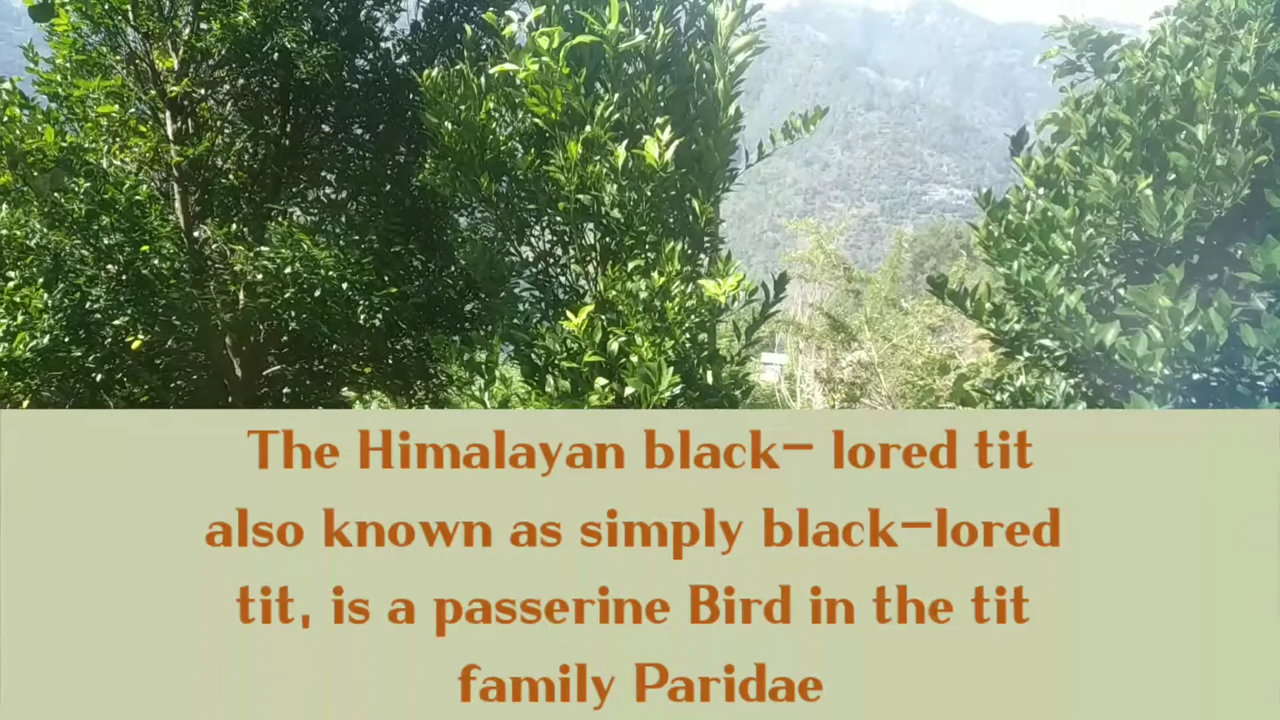 The Himalayan black- lored tit
also known as simply black-lored
tit, is a passerine Bird in the tit
family Paridae